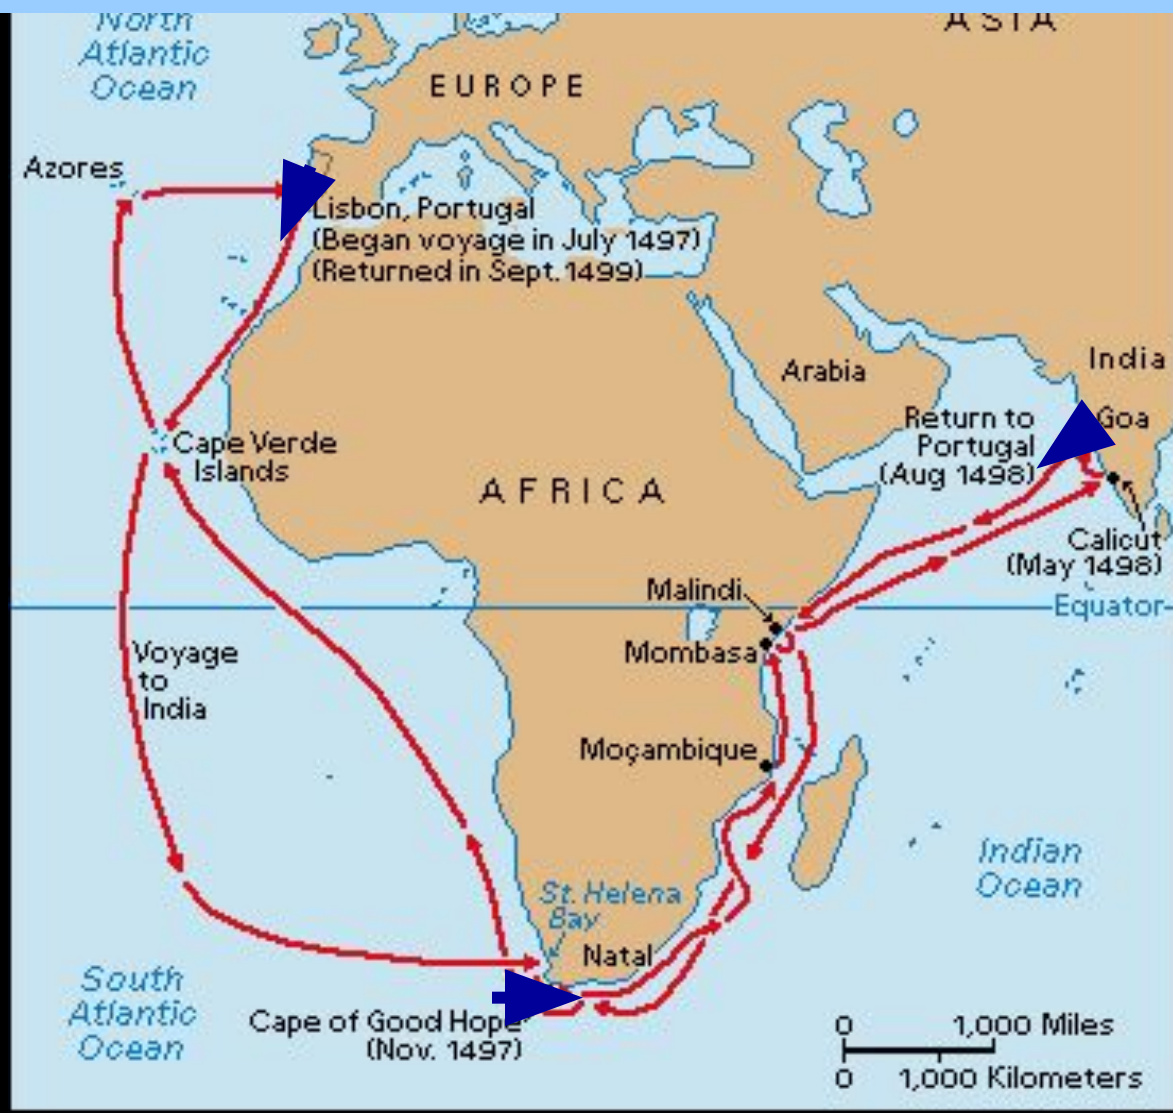 North
Atlantic
Ocean
ASIA
EUROPE
Azores
Lisbon, Portugal
(Began voyage in July 1497)
(Returned in Sept. 1499)
Arabia
India
Return to
Portugal
(Aug 1498)
Goa
Cape Verde
Islands
AFRICA
Calicut
(May 1498)
Malindi
Equator
Mombasa
Voyage
to
India
Moçambique
Indian
Ocean
St. Helena
Bay
Natal
South
Atlantic
Ocean
Cape of Good Hope
(Nov. 1497)
0 1,000 Miles
0 1,000 Kilometers